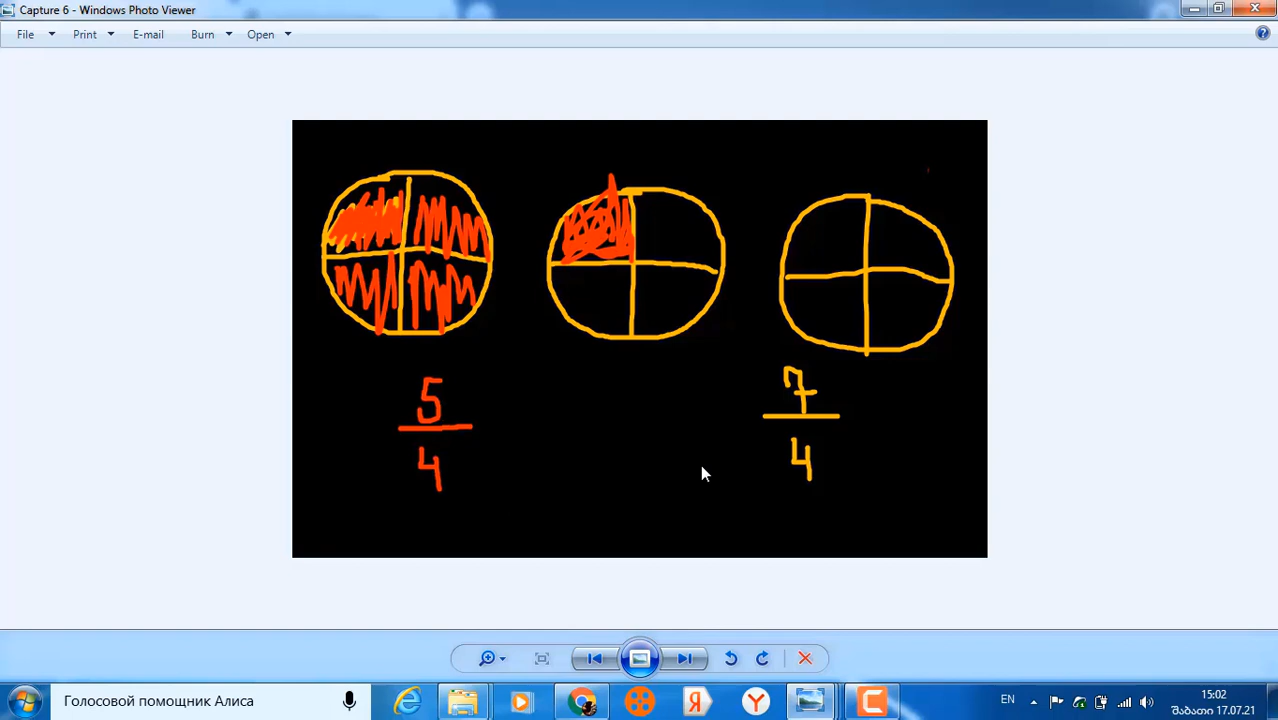 Capture 6 - Windows Photo Viewer
File Print E-mail Burn Open
5
4
7
4
Голосовой помощник Алиса
EN 15:02
შაბათი 17.07.21